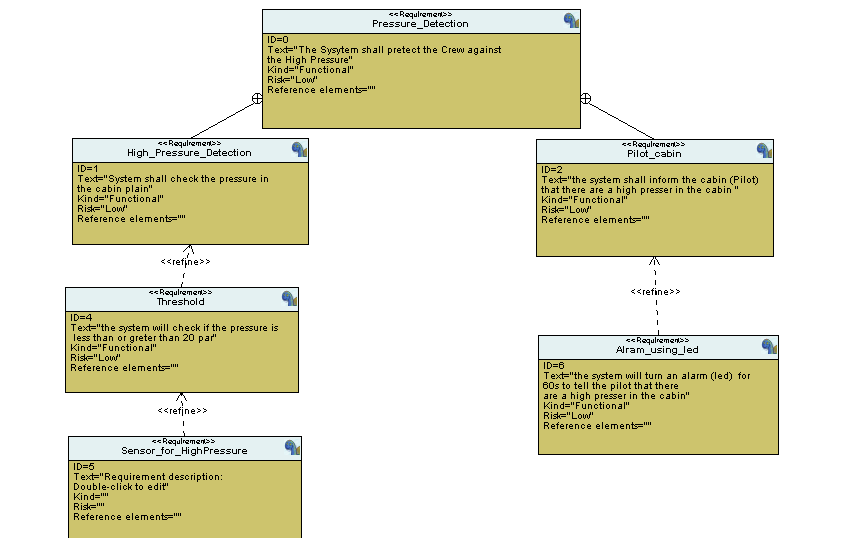 <<Requirement>>
Pressure_Detection
ID=0
Text="The Sysytem shall pretect the Crew against
the High Pressure"
Kind="Functional"
Risk="Low"
Reference elements=""
<<Requirement>>
High_Pressure_Detection
ID=1
Text="System shall check the pressure in
the cabin plain"
Kind="Functional"
Risk="Low"
Reference elements=""
<<Requirement>>
Pilot_cabin
ID=2
Text="the system shall inform the cabin (Pilot)
that there are a high presser in the cabin "
Kind="Functional"
Risk="Low"
Reference elements=""
<<refine>>
<<refine>>
<<Requirement>>
Threshold
ID=4
Text="the system will check if the pressure is
less than or greter than 20 par"
Kind="Functional"
Risk="Low"
Reference elements=""
<<Requirement>>
Alram_using_led
ID=6
Text="the system will turn an alarm (led) for
60s to tell the pilot that there
are a high presser in the cabin"
Kind="Functional"
Risk="Low"
Reference elements=""
<<refine>>
<<Requirement>>
Sensor_for_HighPressure
ID=5
Text="Requirement description:
Double-click to edit"
Kind=""
Risk=""
Reference elements=""